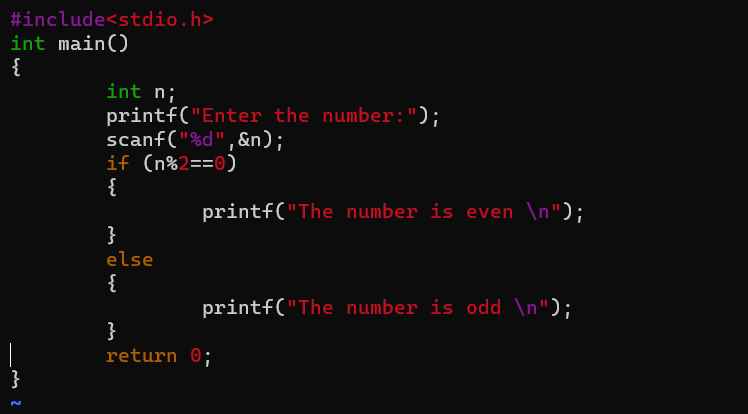 #include<stdio.h>
int main()
{
        int n;
        printf("Enter the number:");
        scanf("%d",&n);
        if (n%2==0)
        {
                printf("The number is even \n");
        }
        else
        {
                printf("The number is odd \n");
        }
        return 0;
}
~